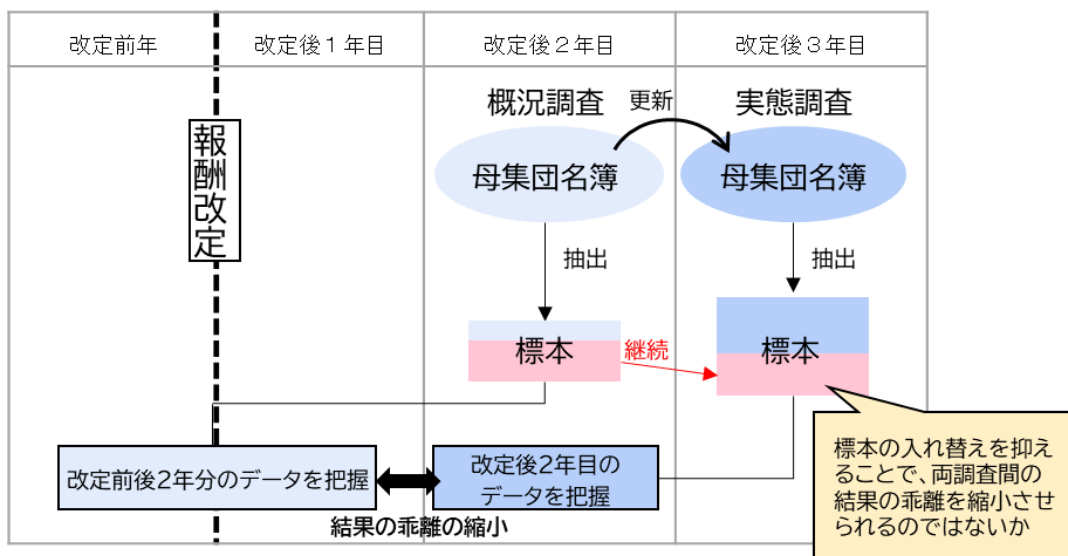 改定前年
改定後１年目
改定後２年目
改定後３年目
報酬改定
概況調査
更新
実態調査
母集団名簿
母集団名簿
抽出
抽出
標本
継続
標本
改定前後2年分のデータを把握
改定後2年目の
データを把握
結果の乖離の縮小
標本の入れ替えを抑え
ることで、両調査間の
結果の乖離を縮小させ
られるのではないか